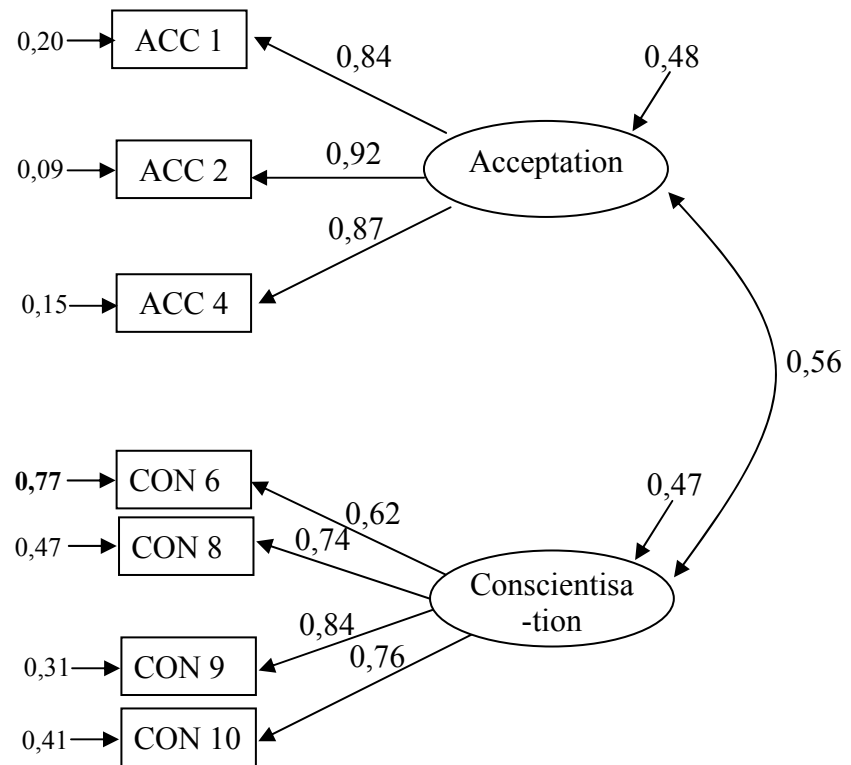 0,20
ACC 1
0,84
0,48
0,09
ACC 2
0,92
Acceptation
0,87
0,15
ACC 4
0,56
0,77
CON 6
0,62
0,47
0,47
CON 8
0,74
Conscientisa
-tion
0,84
0,31
CON 9
0,76
0,41
CON 10